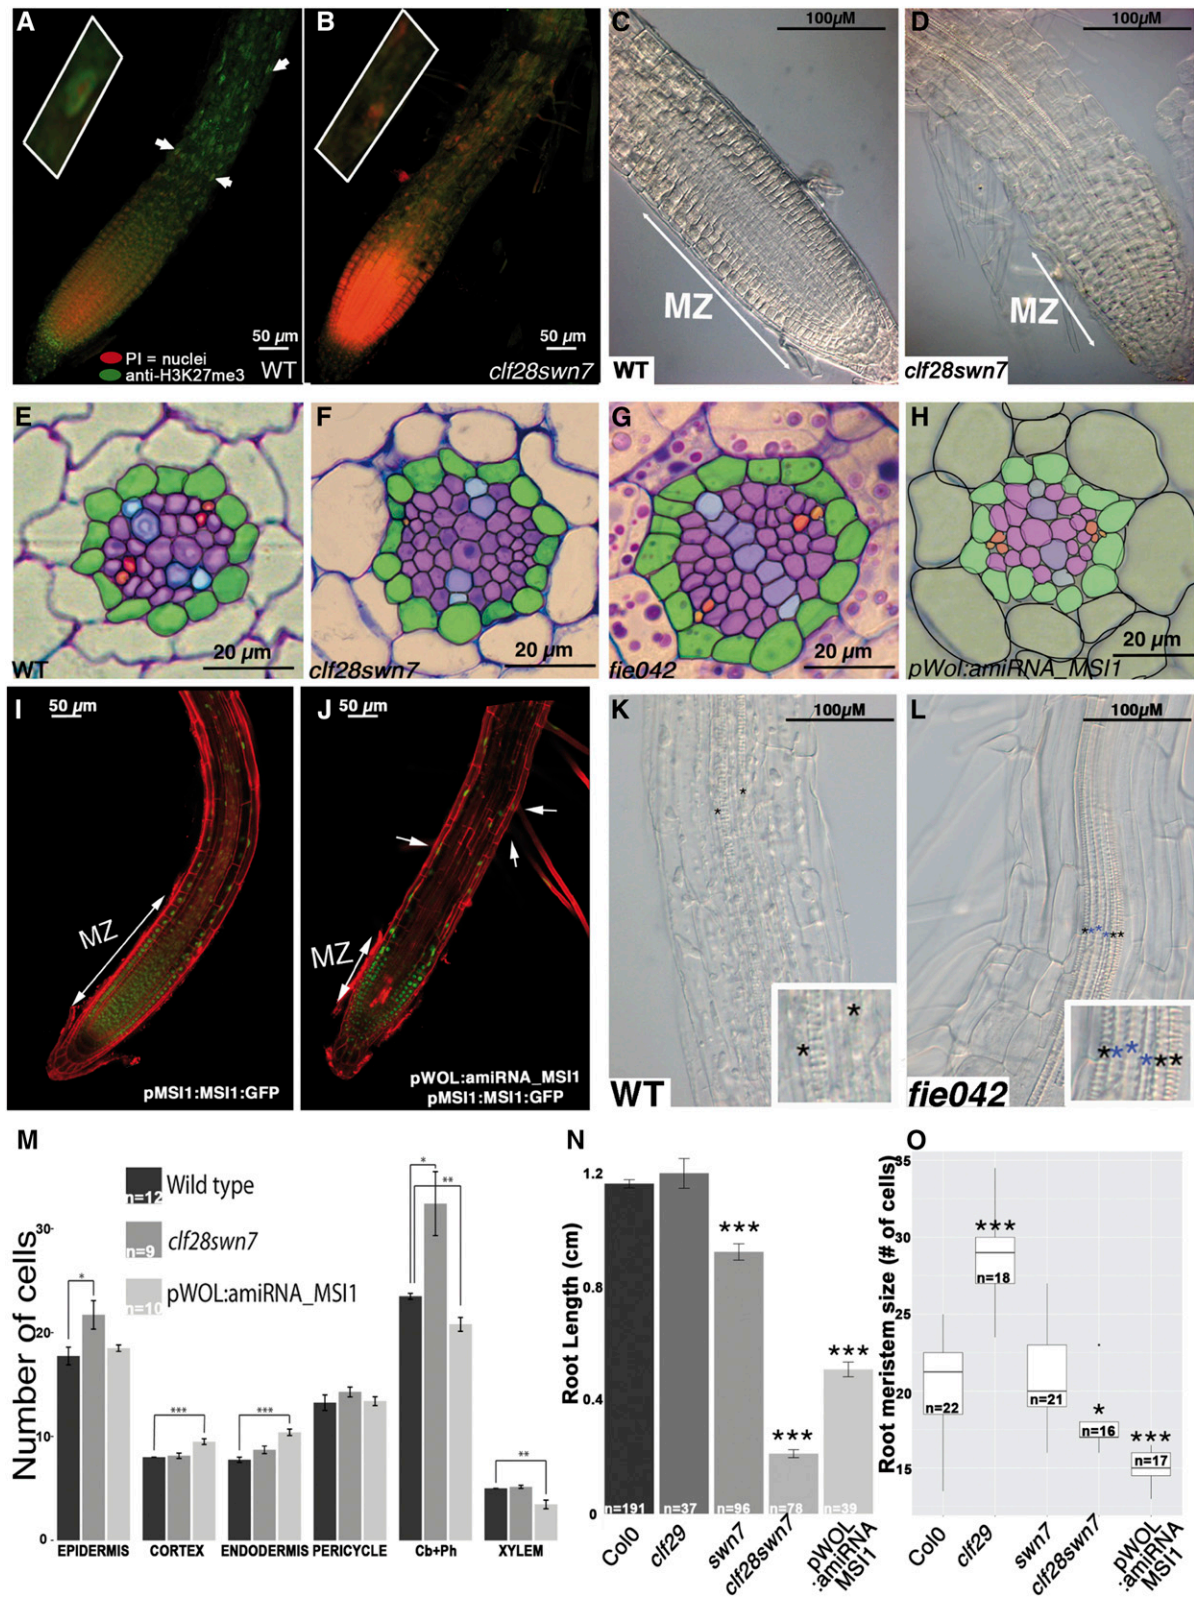 A
B
C
100µM
D
100µM
50 µm
PI = nuclei
anti-H3K27me3
WT
50 µm
clf28swn7
MZ
WT
MZ
clf28swn7
E
F
G
H
20 µm
WT
20 µm
clf28swn7
20 µm
fie042
20 µm
pWol:amiRNA_MSI1
I
50 µm
J
50 µm
K
100µM
L
100µM
MZ
MZ
pMSI1:MSI1:GFP
pWOL:amiRNA_MSI1
pMSI1:MSI1:GFP
* *
* *
WT
******
******
fie042
M
Number of cells
30
20
10
0
n=12 Wild type
n=9 clf28swn7
n=10 pWOL:amiRNA_MSI1
*
***
***
*
**
**
EPIDERMIS
CORTEX
ENDODERMIS
PERICYCLE
Cb+Ph
XYLEM
N
Root Length (cm)
1.2
0.8
0.4
0
***
***
***
n=191
n=37
n=96
n=78
n=39
Col0
clf29
swn7
clf28swn7
pWOL
:amiRNA
MSI1
O
Root meristem size (# of cells)
35
30
25
20
15
***
*
***
n=22
n=18
n=21
n=16
n=17
Col0
clf29
swn7
clf28swn7
pWOL
:amiRNA
MSI1